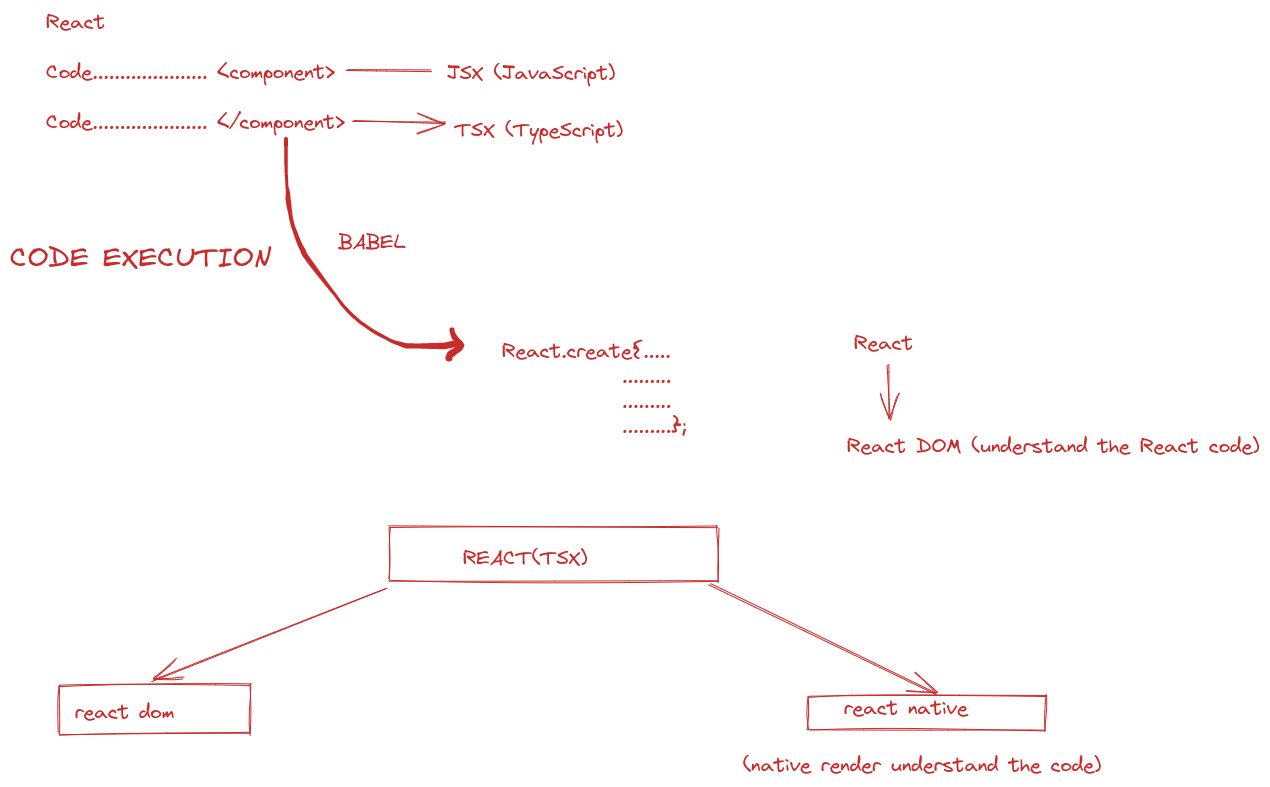 React
Code..................... <component> JSX (JavaScript)
Code..................... </component> TSX (TypeScript)
BABEL
CODE EXECUTION
React.create{.....
.........
.........
.........};
React
React DOM (understand the React code)
REACT(TSX)
react dom
react native
(native render understand the code)